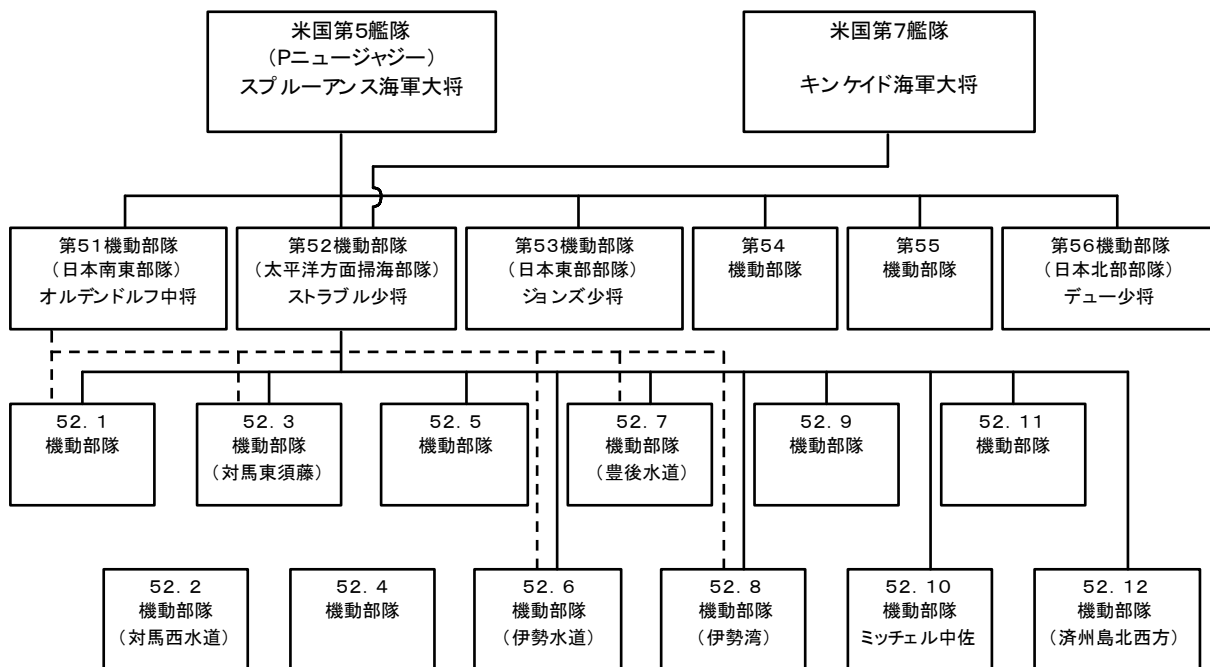 米国第5艦隊
（Pニュージャジー）
スプルーアンス海軍大将
米国第7艦隊
キンケイド海軍大将
第51機動部隊
（日本南東部隊）
オルデンドルフ中将
第52機動部隊
（太平洋方面掃海部隊）
ストラブル少将
第53機動部隊
（日本東部部隊）
ジョンズ少将
第54
機動部隊
第55
機動部隊
第56機動部隊
（日本北部部隊）
デュー少将
52．1
機動部隊
52．3
機動部隊
（対馬東須藤）
52．5
機動部隊
52．7
機動部隊
（豊後水道）
52．9
機動部隊
52．11
機動部隊
52．2
機動部隊
（対馬西水道）
52．4
機動部隊
52．6
機動部隊
（伊勢水道）
52．8
機動部隊
（伊勢湾）
52．10
機動部隊
ミッチェル中佐
52．12
機動部隊
（済州島北西方）